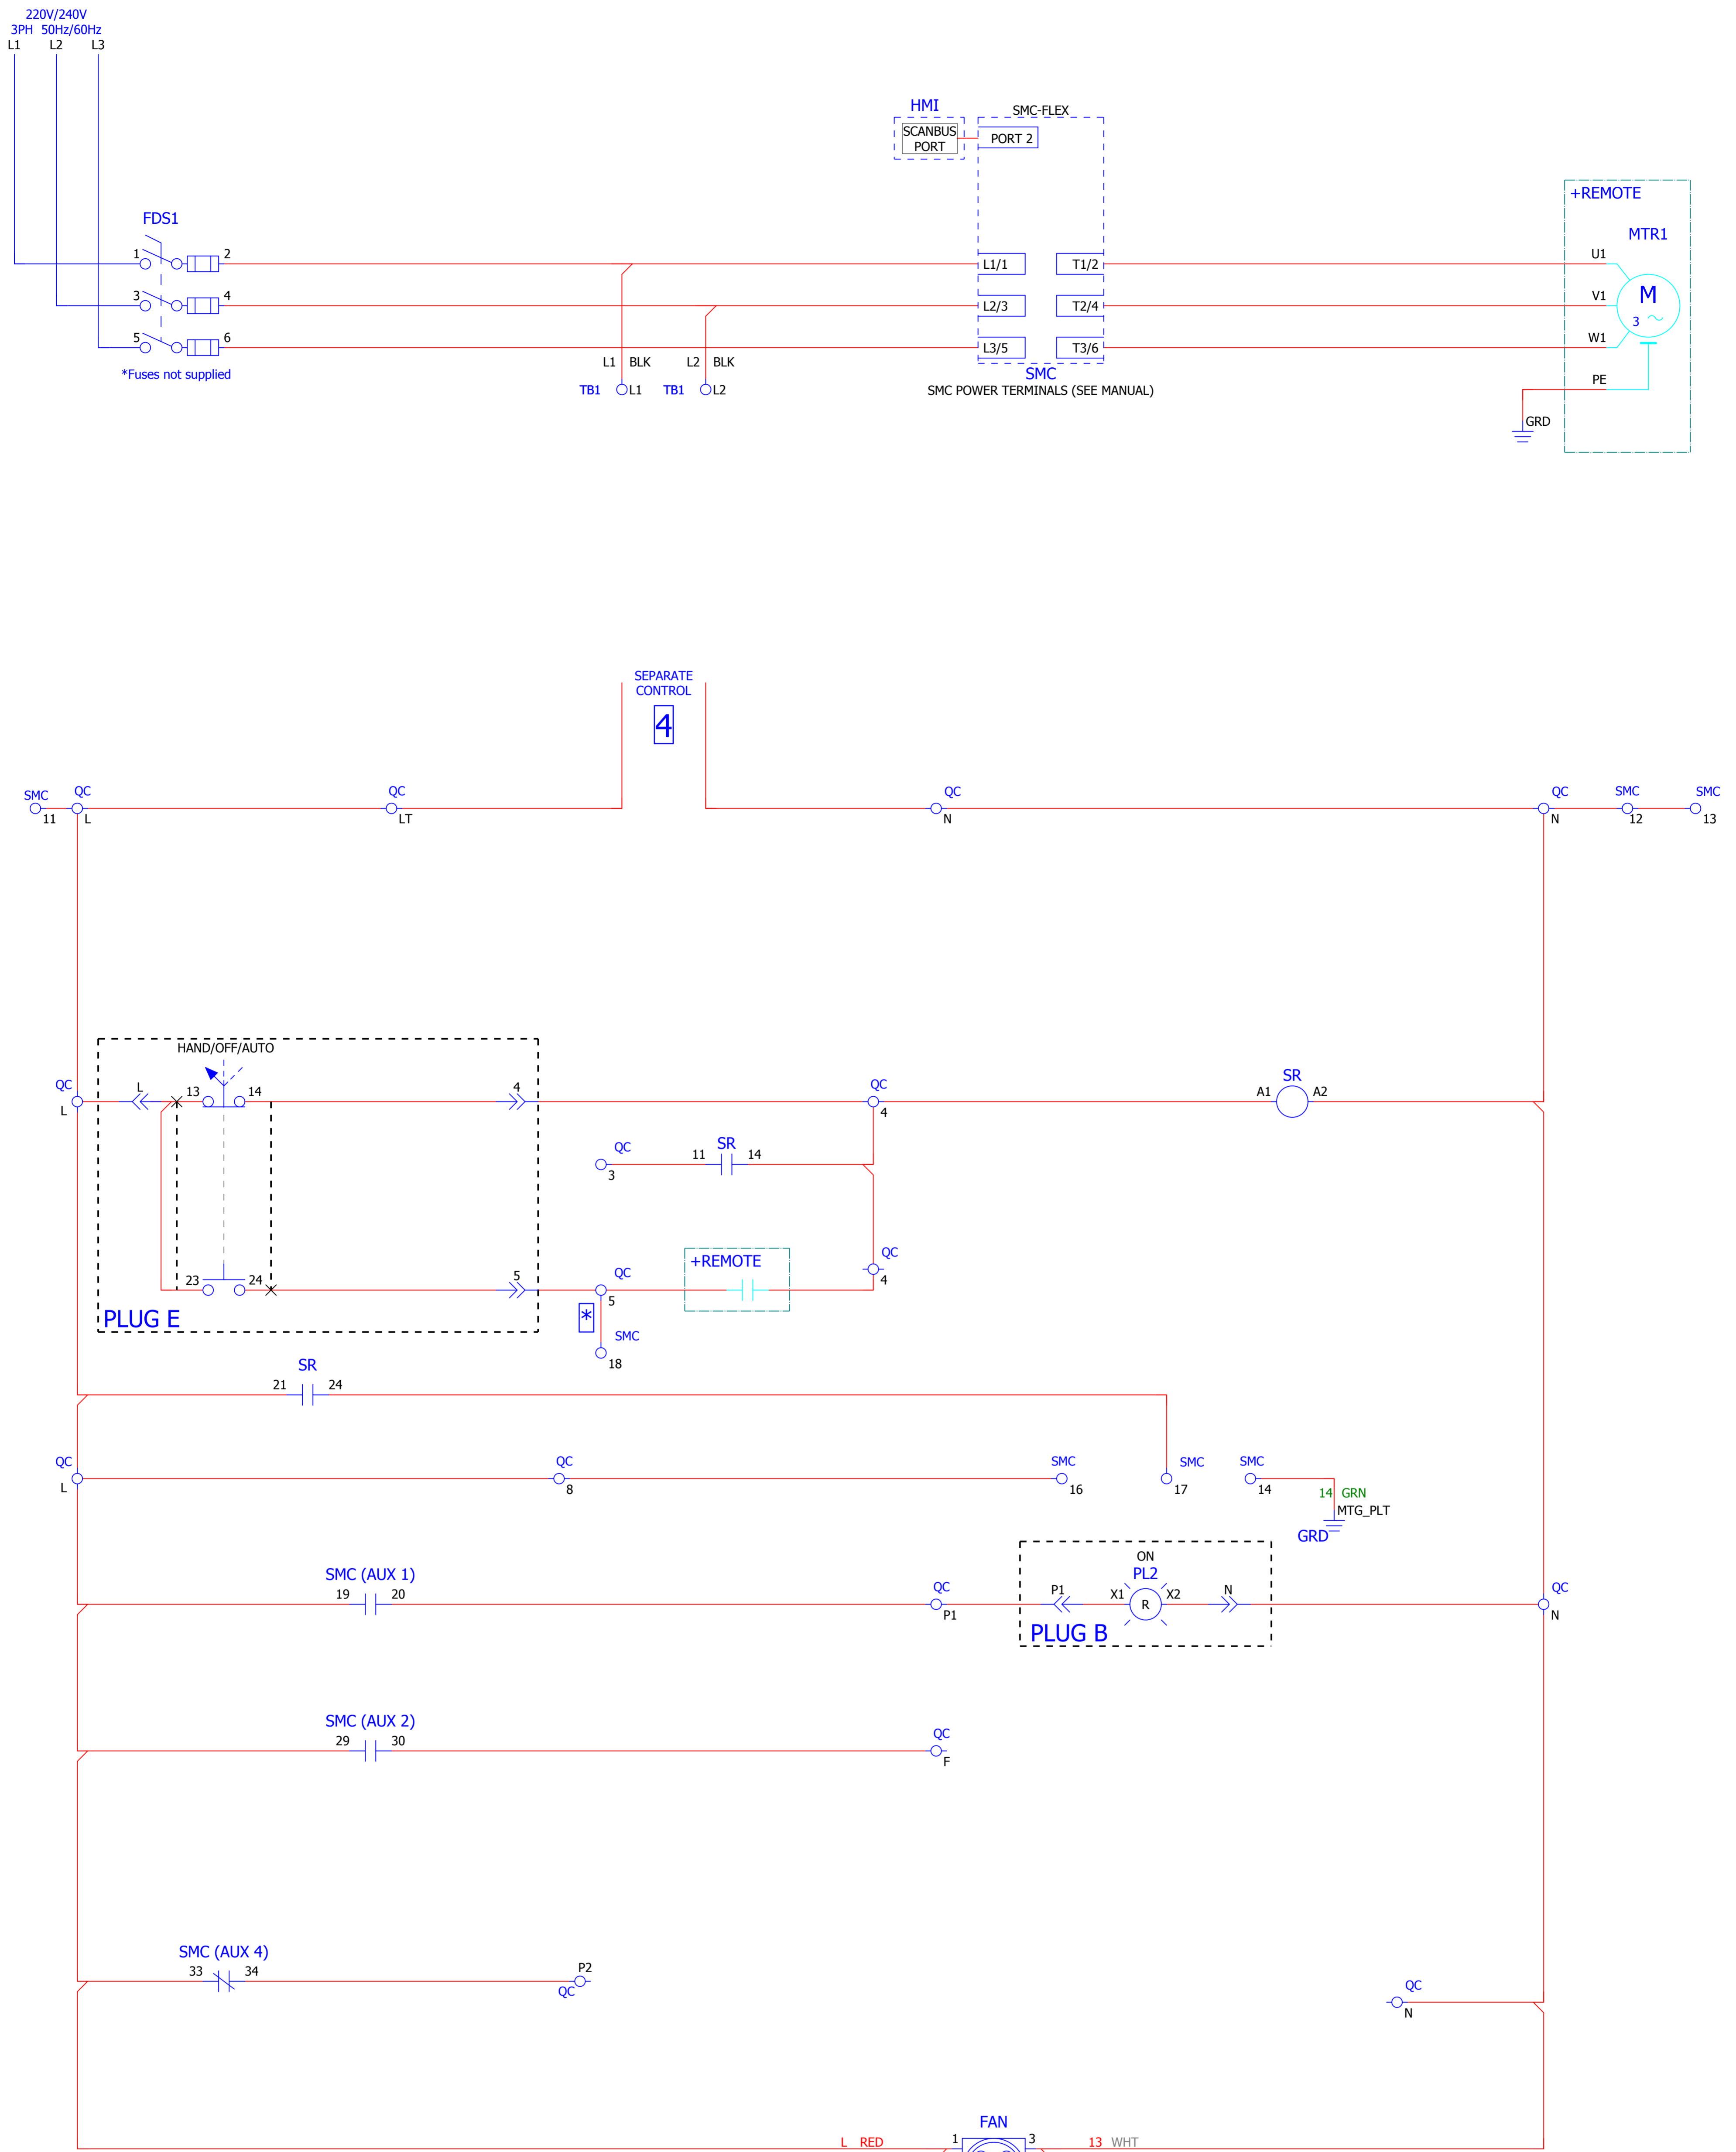 220V/240V
3PH 50Hz/60Hz
L1 L2 L3
HMI
SCANBUS
PORT
SMC-FLEX
PORT 2
+REMOTE
MTR1
FDS1
1 2
3 4
5 6
*Fuses not supplied
L1/1 T1/2
L2/3 T2/4
L3/5 T3/6
U1
V1
W1
PE
M
3
GRD
L1 BLK
L2 BLK
TB1 L1
TB1 L2
SMC
SMC POWER TERMINALS (SEE MANUAL)
SEPARATE
CONTROL
4
SMC
11
QC
L
QC
LT
QC
N
QC
N
SMC
12
SMC
13
HAND/OFF/AUTO
QC
L
L
13 14
4
QC
4
SR
A1 A2
QC
3
SR
11 14
23 24
5
PLUG E
QC
5
*
SMC
18
+REMOTE
QC
4
SR
21 24
QC
L
QC
8
SMC
16
SMC
17
SMC
14
14 GRN
MTG_PLT
GRD
SMC (AUX 1)
19 20
QC
P1
ON
PL2
P1 X1 R X2 N
PLUG B
QC
N
SMC (AUX 2)
29 30
QC
F
SMC (AUX 4)
33 34
P2
QC
QC
N
FAN
L RED
1 3
13 WHT